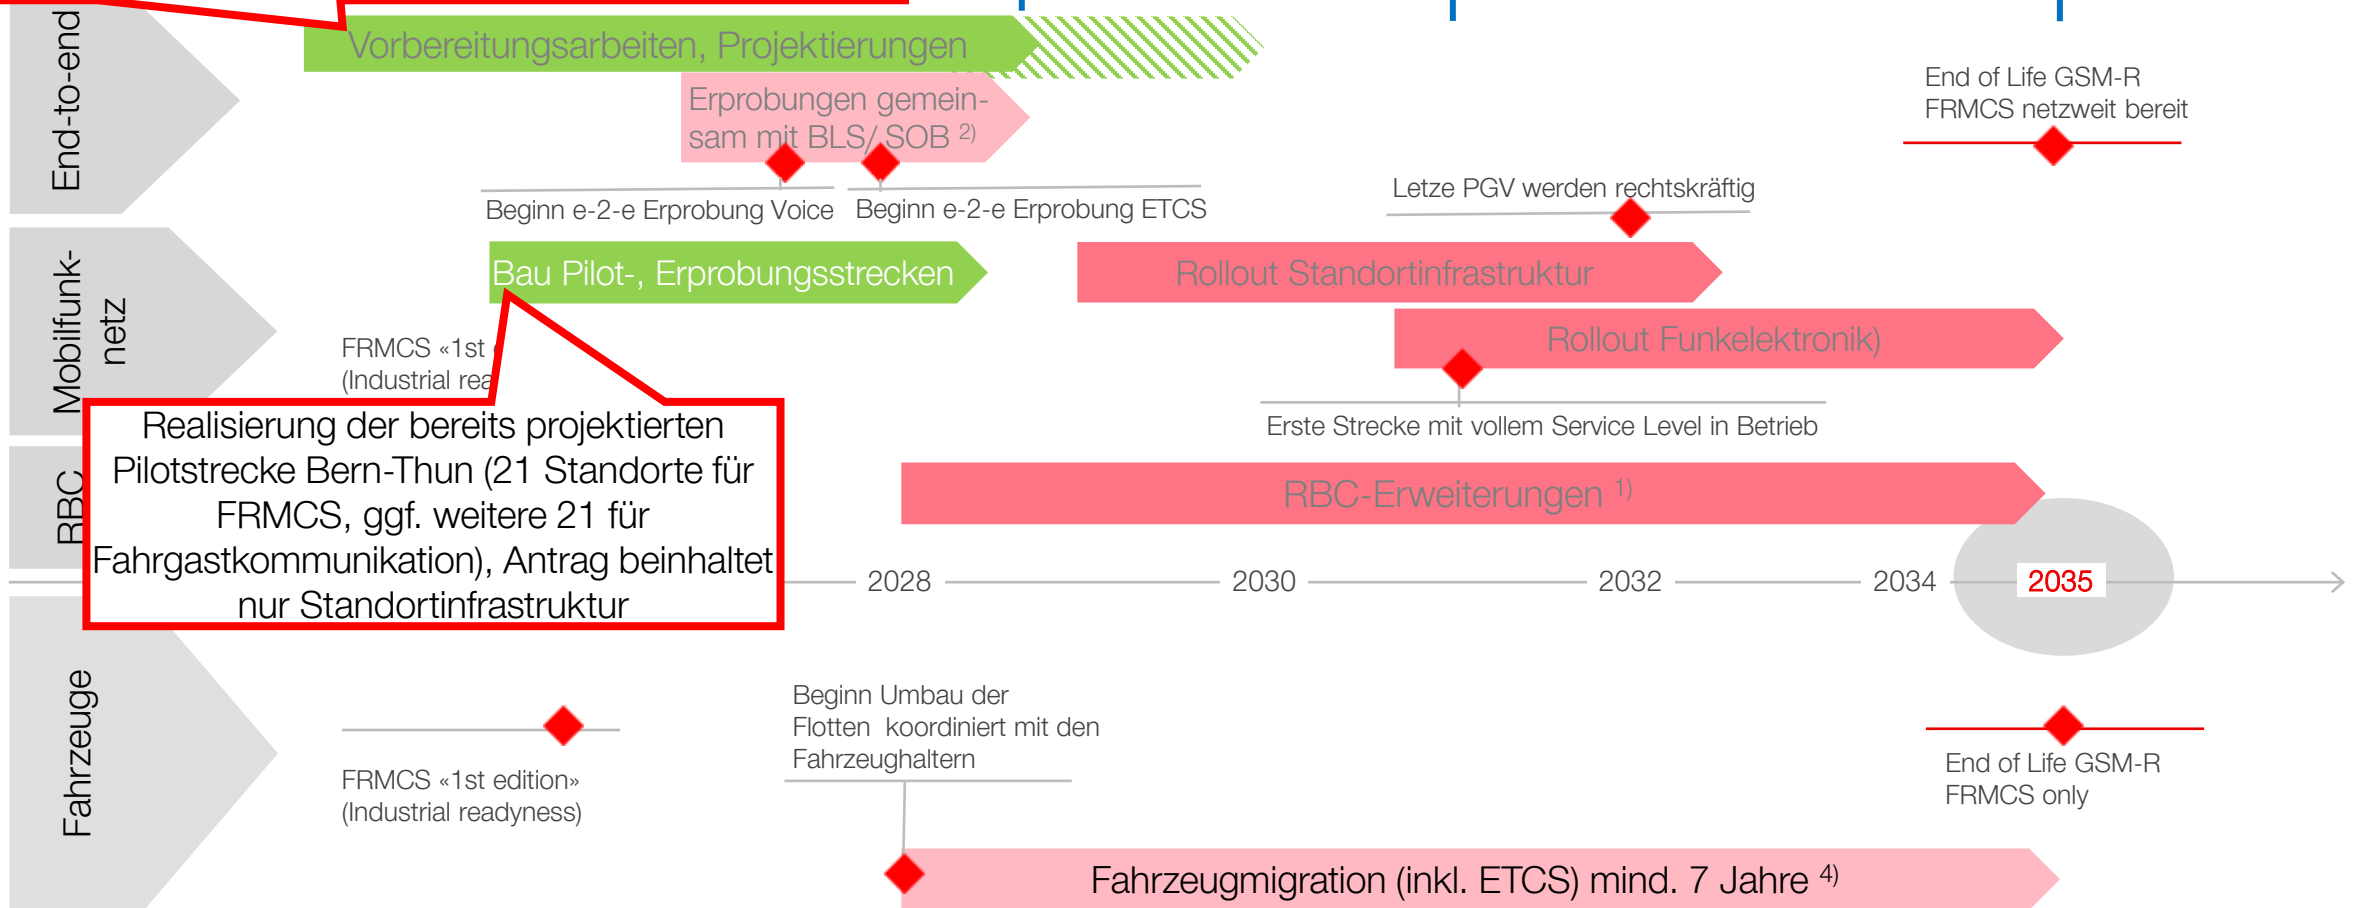 End-to-end
Vorbereitungsarbeiten, Projektierungen
Erprobungen gemein-
sam mit BLS/ SOB 2)
End of Life GSM-R
FRMCS netzweit bereit
Beginn e-2-e Erprobung Voice
Beginn e-2-e Erprobung ETCS
Letze PGV werden rechtskräftig
Mobilfunk-
netz
Bau Pilot-, Erprobungsstrecken
Rollout Standortinfrastruktur
Rollout Funkelektronik)
FRMCS «1st
(Industrial
Erste Strecke mit vollem Service Level in Betrieb
Realisierung der bereits projektierten
Pilotstrecke Bern-Thun (21 Standorte für
FRMCS, ggf. weitere 21 für
Fahrgastkommunikation), Antrag beinhaltet
nur Standortinfrastruktur
RBC
RBC-Erweiterungen 1)
2028
2030
2032
2034
2035
Fahrzeuge
FRMCS «1st edition»
(Industrial readyness)
Beginn Umbau der
Flotten koordiniert mit den
Fahrzeughaltern
End of Life GSM-R
FRMCS only
Fahrzeugmigration (inkl. ETCS) mind. 7 Jahre 4)